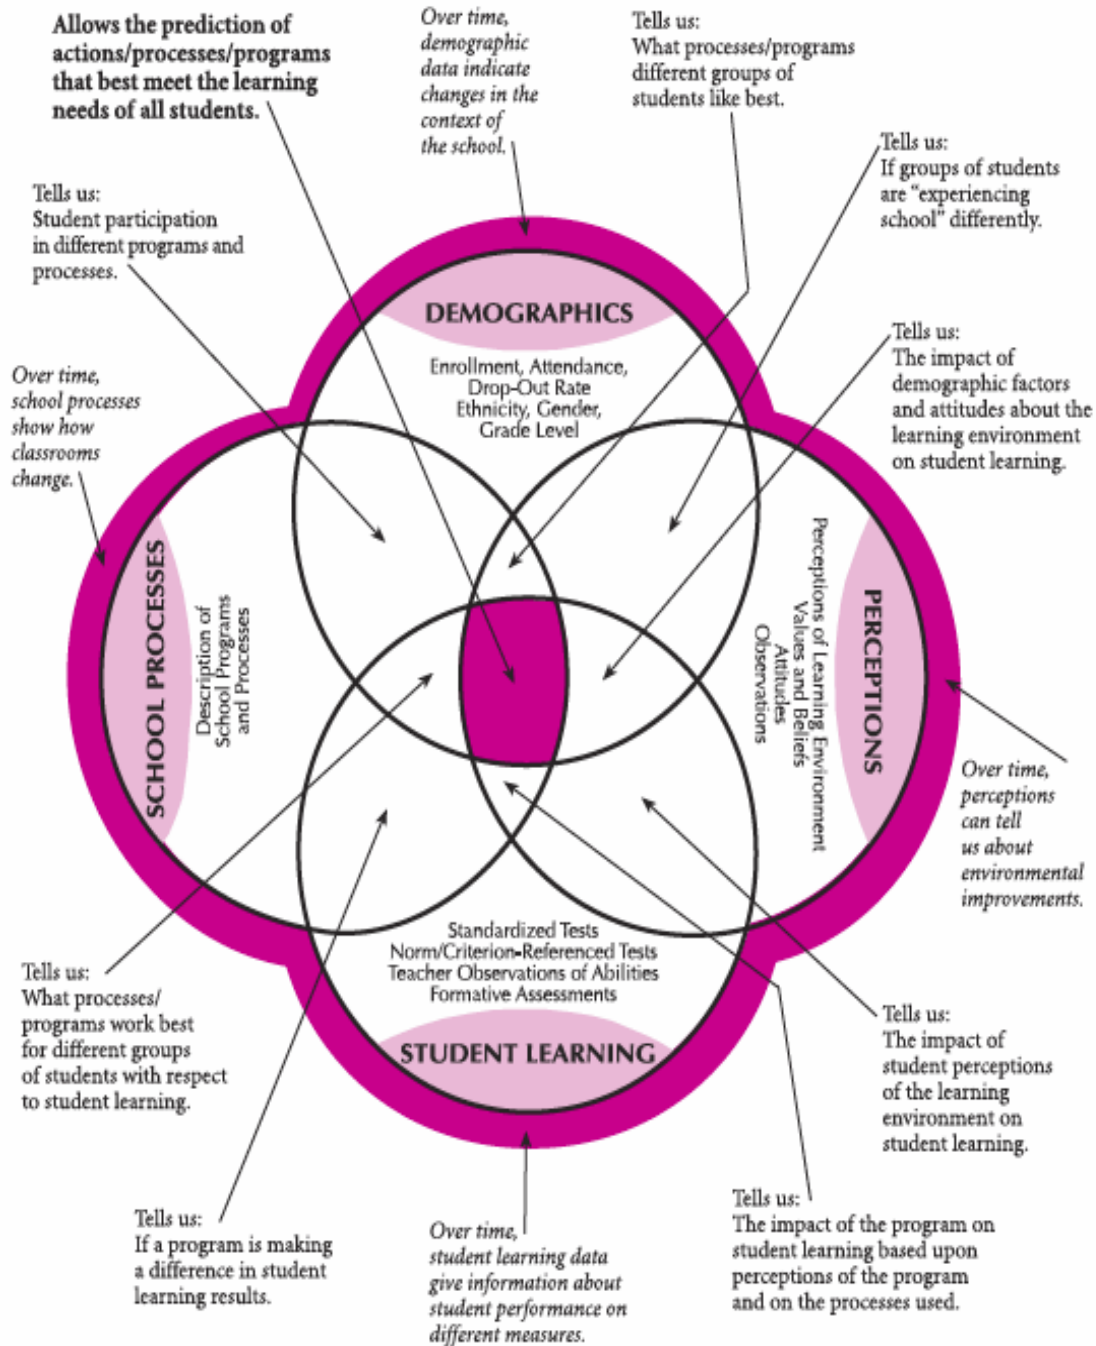 Allows the prediction of
actions/processes/programs
that best meet the learning
needs of all students.
Over time,
demographic
data indicate
changes in the
context of
the school.
Tells us:
What processes/programs
different groups of
students like best.
Tells us:
If groups of students
are “experiencing
school” differently.
Tells us:
Student participation
in different programs and
processes.
Tells us:
The impact of
demographic factors
and attitudes about the
learning environment
on student learning.
Over time,
school processes
show how
classrooms
change.
DEMOGRAPHICS
Enrollment, Attendance,
Drop-Out Rate
Ethnicity, Gender,
Grade Level
SCHOOL PROCESSES
Description of
School Programs
and Processes
PERCEPTIONS
Perceptions of Learning Environment
Values and Beliefs
Attitudes
Observations
Over time,
perceptions
can tell
us about
environmental
improvements.
Standardized Tests
Norm/Criterion-Referenced Tests
Teacher Observations of Abilities
Formative Assessments
STUDENT LEARNING
Tells us:
What processes/
programs work best
for different groups
of students with respect
to student learning.
Tells us:
The impact of
student perceptions
of the learning
environment on
student learning.
Tells us:
If a program is making
a difference in student
learning results.
Over time,
student learning data
give information about
student performance on
different measures.
Tells us:
The impact of the program on
student learning based upon
perceptions of the program
and on the processes used.